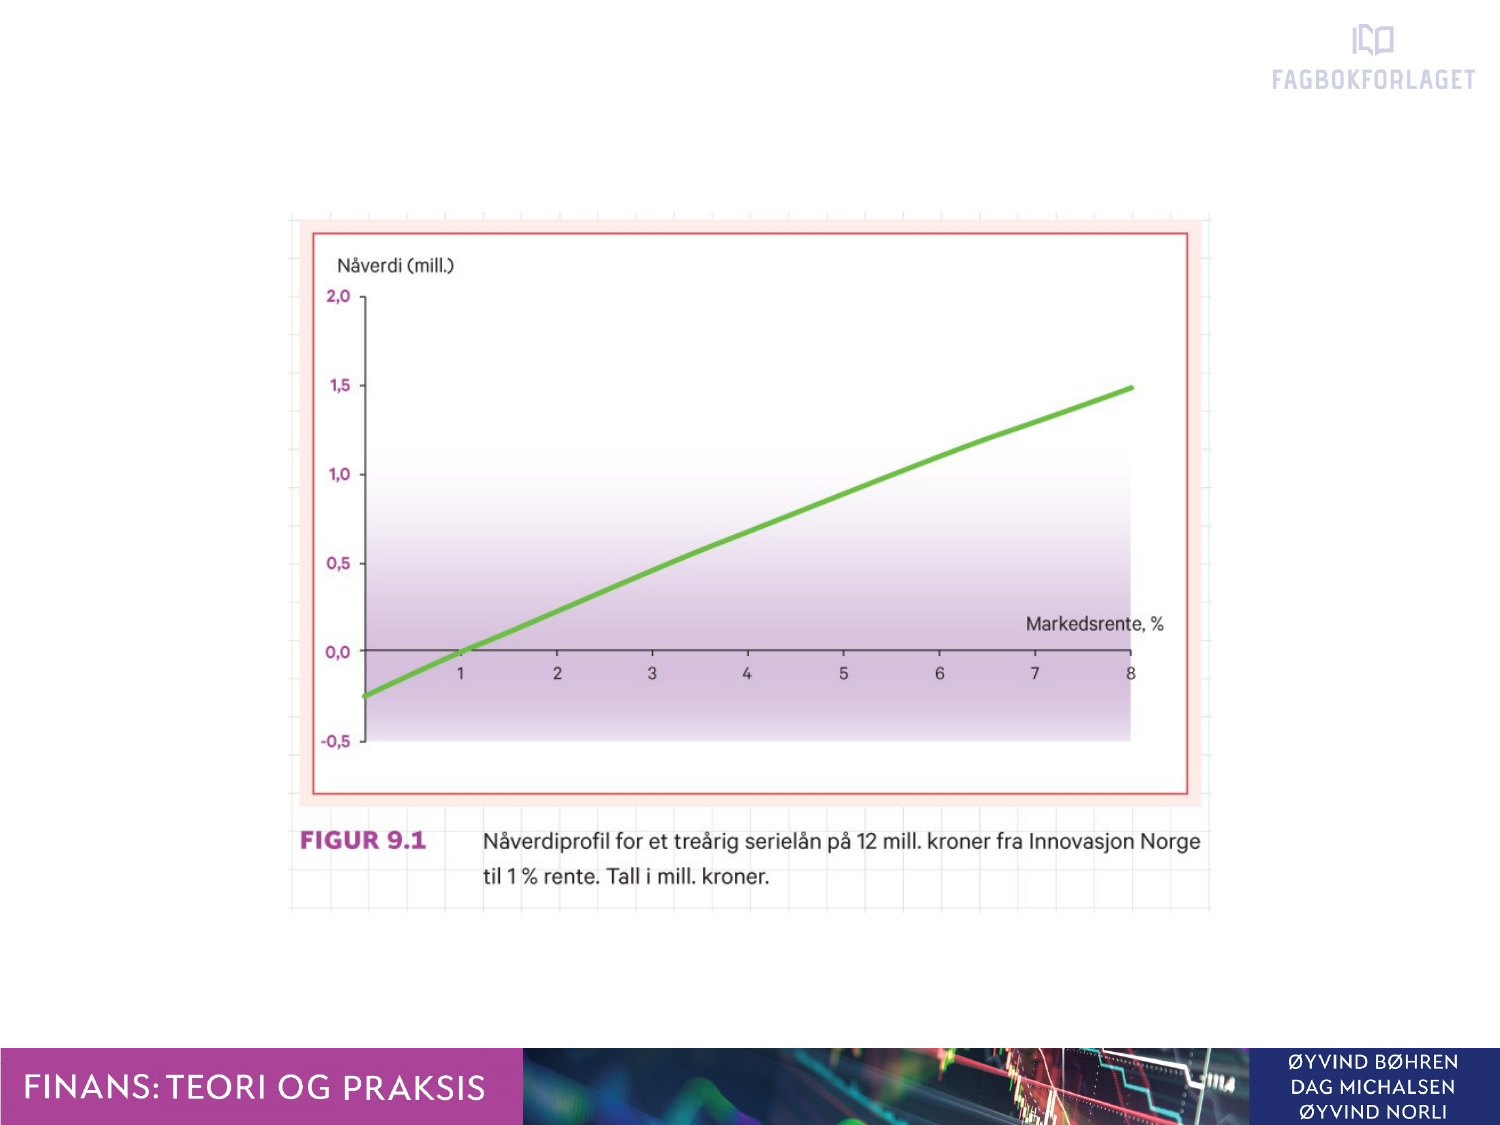 FAGBOKFORLAGET
Nåverdi (mill.)
2,0
1,5
1,0
0,5
Markedsrente, %
0,0
1 2 3 4 5 6 7 8
-0,5
FIGUR 9.1 Nåverdiprofil for et treårig serielån på 12 mill. kroner fra Innovasjon Norge
til 1 % rente. Tall i mill. kroner.
FINANS: TEORI OG PRAKSIS
ØYVIND BØHREN
DAG MICHALSEN
ØYVIND NORLI